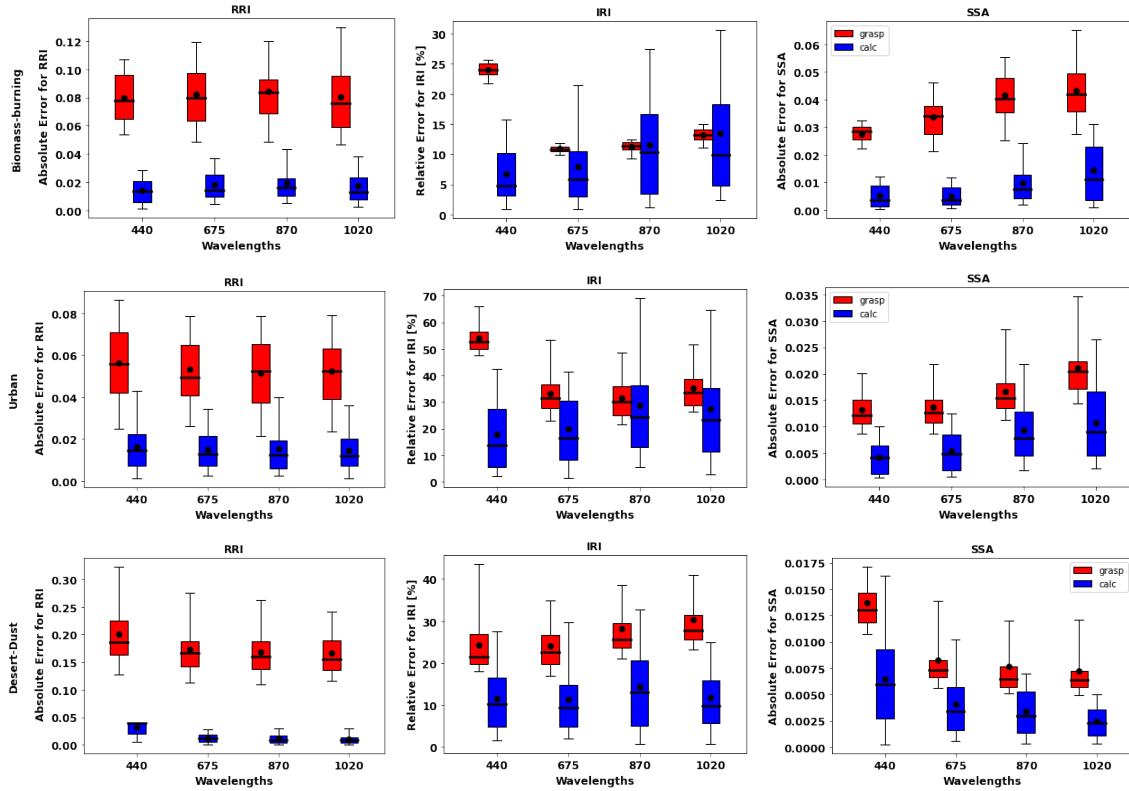 RRI
Biomass-burning
Absolute Error for RRI
0.12
0.10
0.08
0.06
0.04
0.02
0.00
440 675 870 1020
Wavelengths
IRI
Relative Error for IRI [%]
30
25
20
15
10
5
0
440 675 870 1020
Wavelengths
SSA
grasp
calc
Absolute Error for SSA
0.06
0.05
0.04
0.03
0.02
0.01
0.00
440 675 870 1020
Wavelengths
RRI
Urban
Absolute Error for RRI
0.08
0.06
0.04
0.02
0.00
440 675 870 1020
Wavelengths
IRI
Relative Error for IRI [%]
70
60
50
40
30
20
10
0
440 675 870 1020
Wavelengths
SSA
grasp
calc
Absolute Error for SSA
0.035
0.030
0.025
0.020
0.015
0.010
0.005
0.000
440 675 870 1020
Wavelengths
RRI
Desert-Dust
Absolute Error for RRI
0.30
0.25
0.20
0.15
0.10
0.05
0.00
440 675 870 1020
Wavelengths
IRI
Relative Error for IRI [%]
40
30
20
10
0
440 675 870 1020
Wavelengths
SSA
grasp
calc
Absolute Error for SSA
0.0175
0.0150
0.0125
0.0100
0.0075
0.0050
0.0025
0.0000
440 675 870 1020
Wavelengths